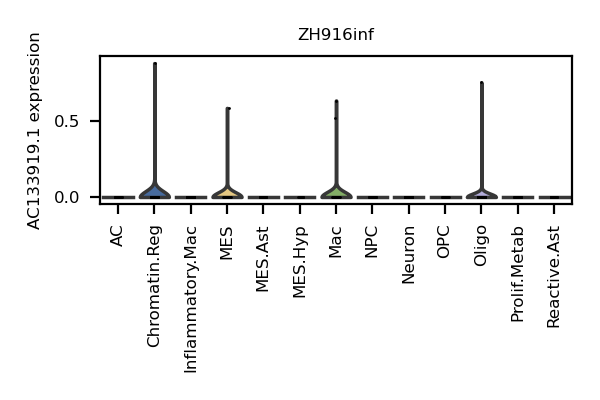 ZH916inf
AC133919.1 expression
0.5
0.0
AC
Chromatin.Reg
Inflammatory.Mac
MES
MES.Ast
MES.Hyp
Mac
NPC
Neuron
OPC
Oligo
Prolif.Metab
Reactive.Ast